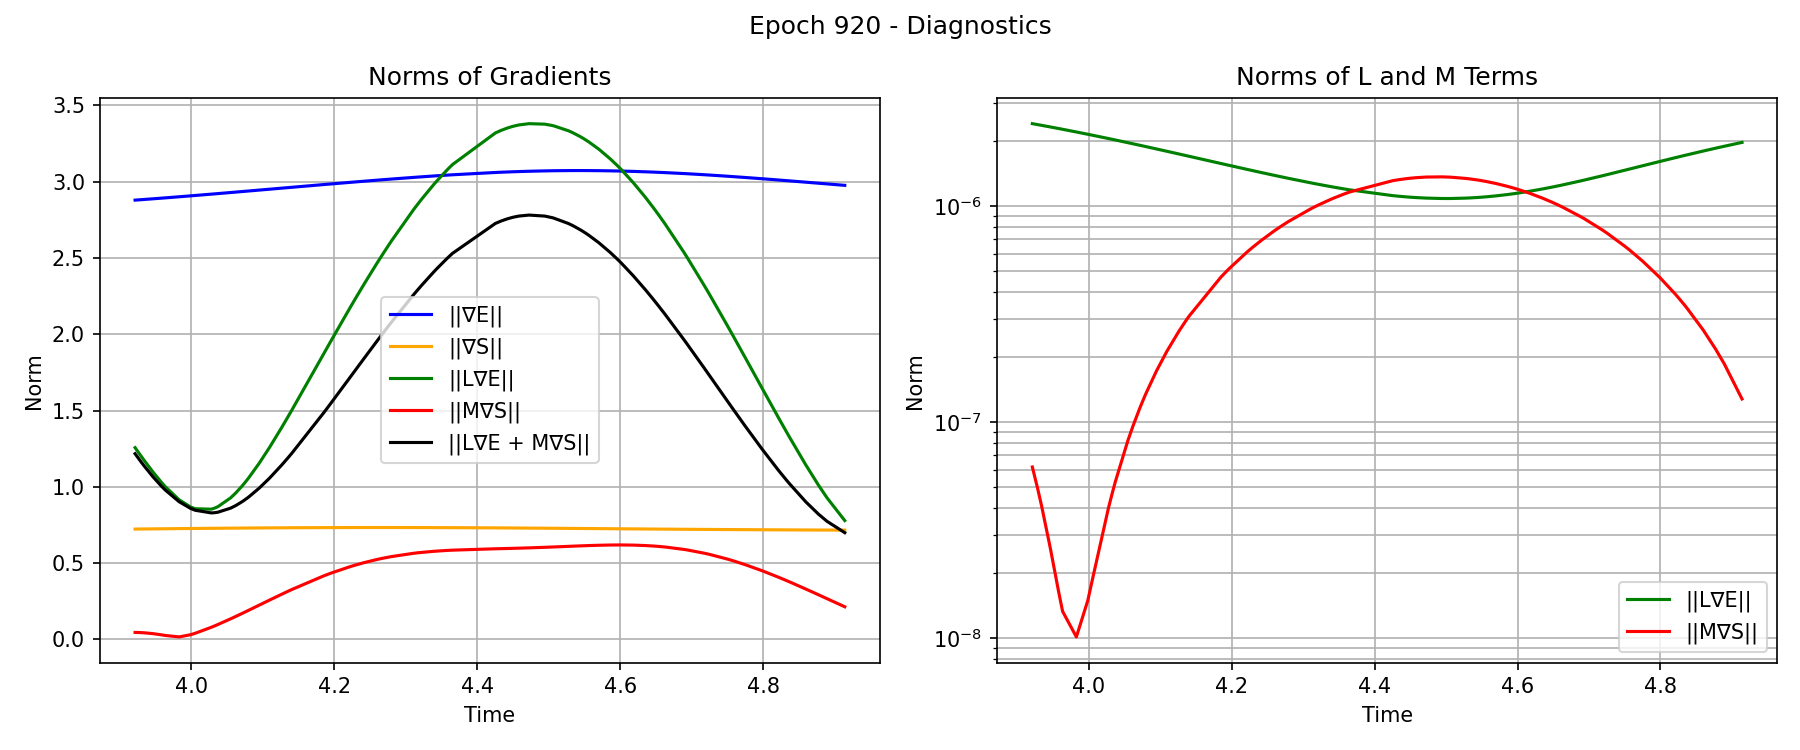 Epoch 920 - Diagnostics
Norms of Gradients
3.5
3.0
2.5
2.0
1.5
1.0
0.5
0.0
Norm
||∇E||
||∇S||
||L∇E||
||M∇S||
||L∇E + M∇S||
4.0 4.2 4.4 4.6 4.8
Time
Norms of L and M Terms
10⁻⁶
10⁻⁷
10⁻⁸
Norm
||L∇E||
||M∇S||
4.0 4.2 4.4 4.6 4.8
Time